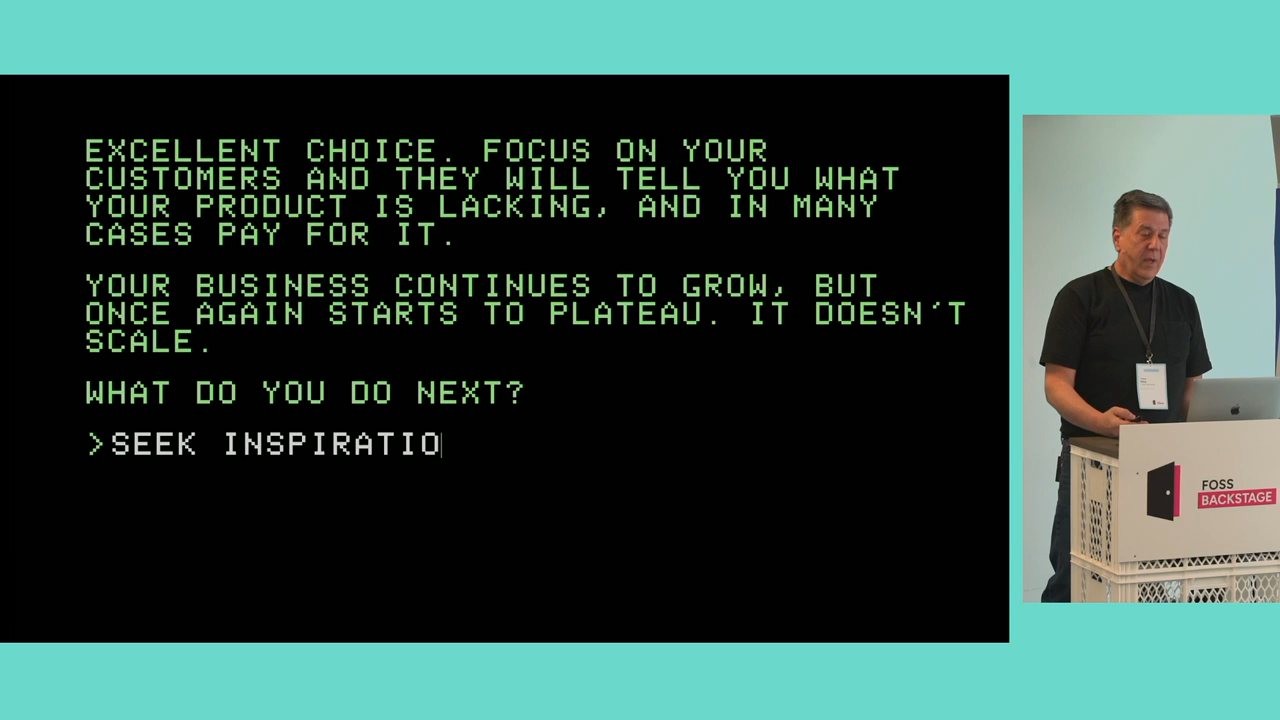 EXCELLENT CHOICE. FOCUS ON YOUR
CUSTOMERS AND THEY WILL TELL YOU WHAT
YOUR PRODUCT IS LACKING, AND IN MANY
CASES PAY FOR IT.
YOUR BUSINESS CONTINUES TO GROW, BUT
ONCE AGAIN STARTS TO PLATEAU. IT DOESN'T
SCALE.
WHAT DO YOU DO NEXT?
>SEEK INSPIRATIO
FOSS
BACKSTAGE